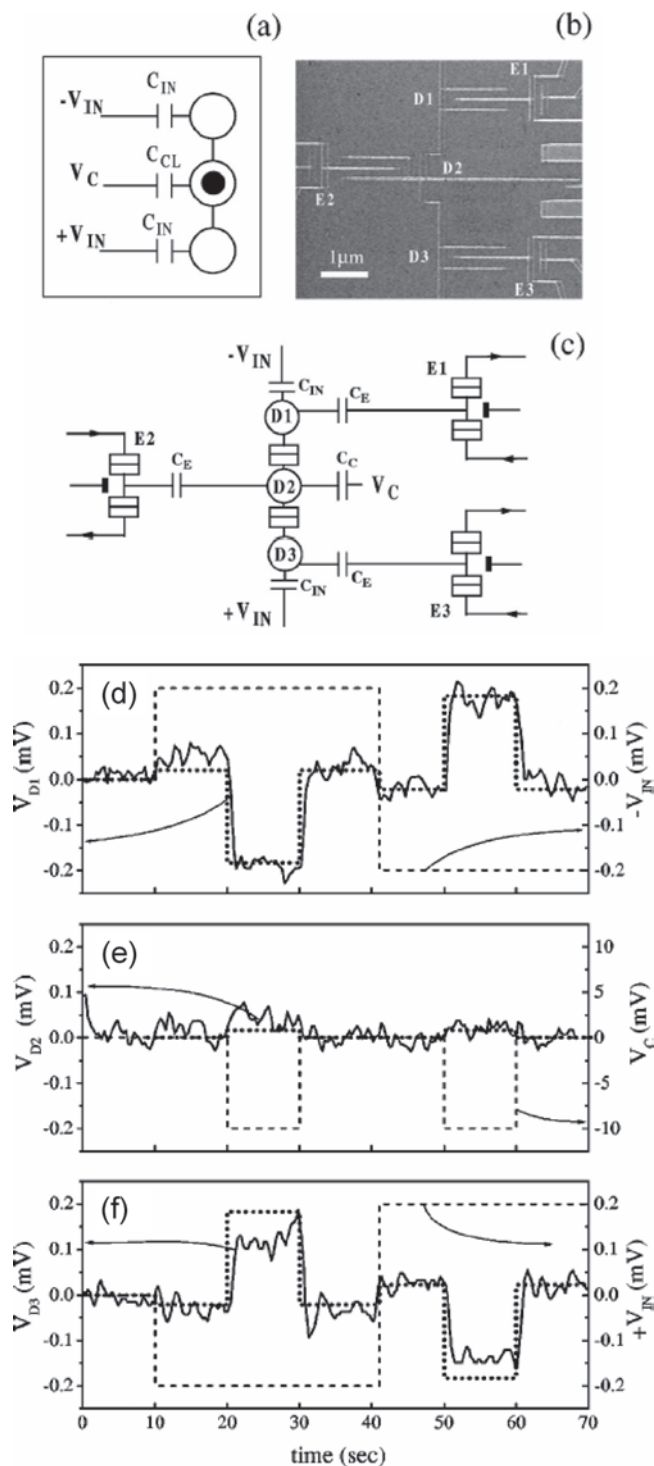 (a)
C_IN
-V_IN
C_CL
V_C
C_IN
+V_IN
(b)
E1
D1
D2
E2
D3
1μm
E3
(c)
-V_IN
E1
C_IN
C_E
D1
E2
C_E
C_C
D2
V_C
D3
C_E
C_IN
E3
+V_IN
(d)
V_D1 (mV)
0.2
0.1
0.0
-0.1
-0.2
0.2
0.1
0.0
-0.1
-0.2
-V_IN (mV)
(e)
V_D2 (mV)
0.2
0.1
0.0
-0.1
-0.2
10
5
0
-5
-10
V_C (mV)
(f)
V_D3 (mV)
0.2
0.1
0.0
-0.1
-0.2
0.2
0.1
0.0
-0.1
-0.2
+V_IN (mV)
0 10 20 30 40 50 60 70
time (sec)